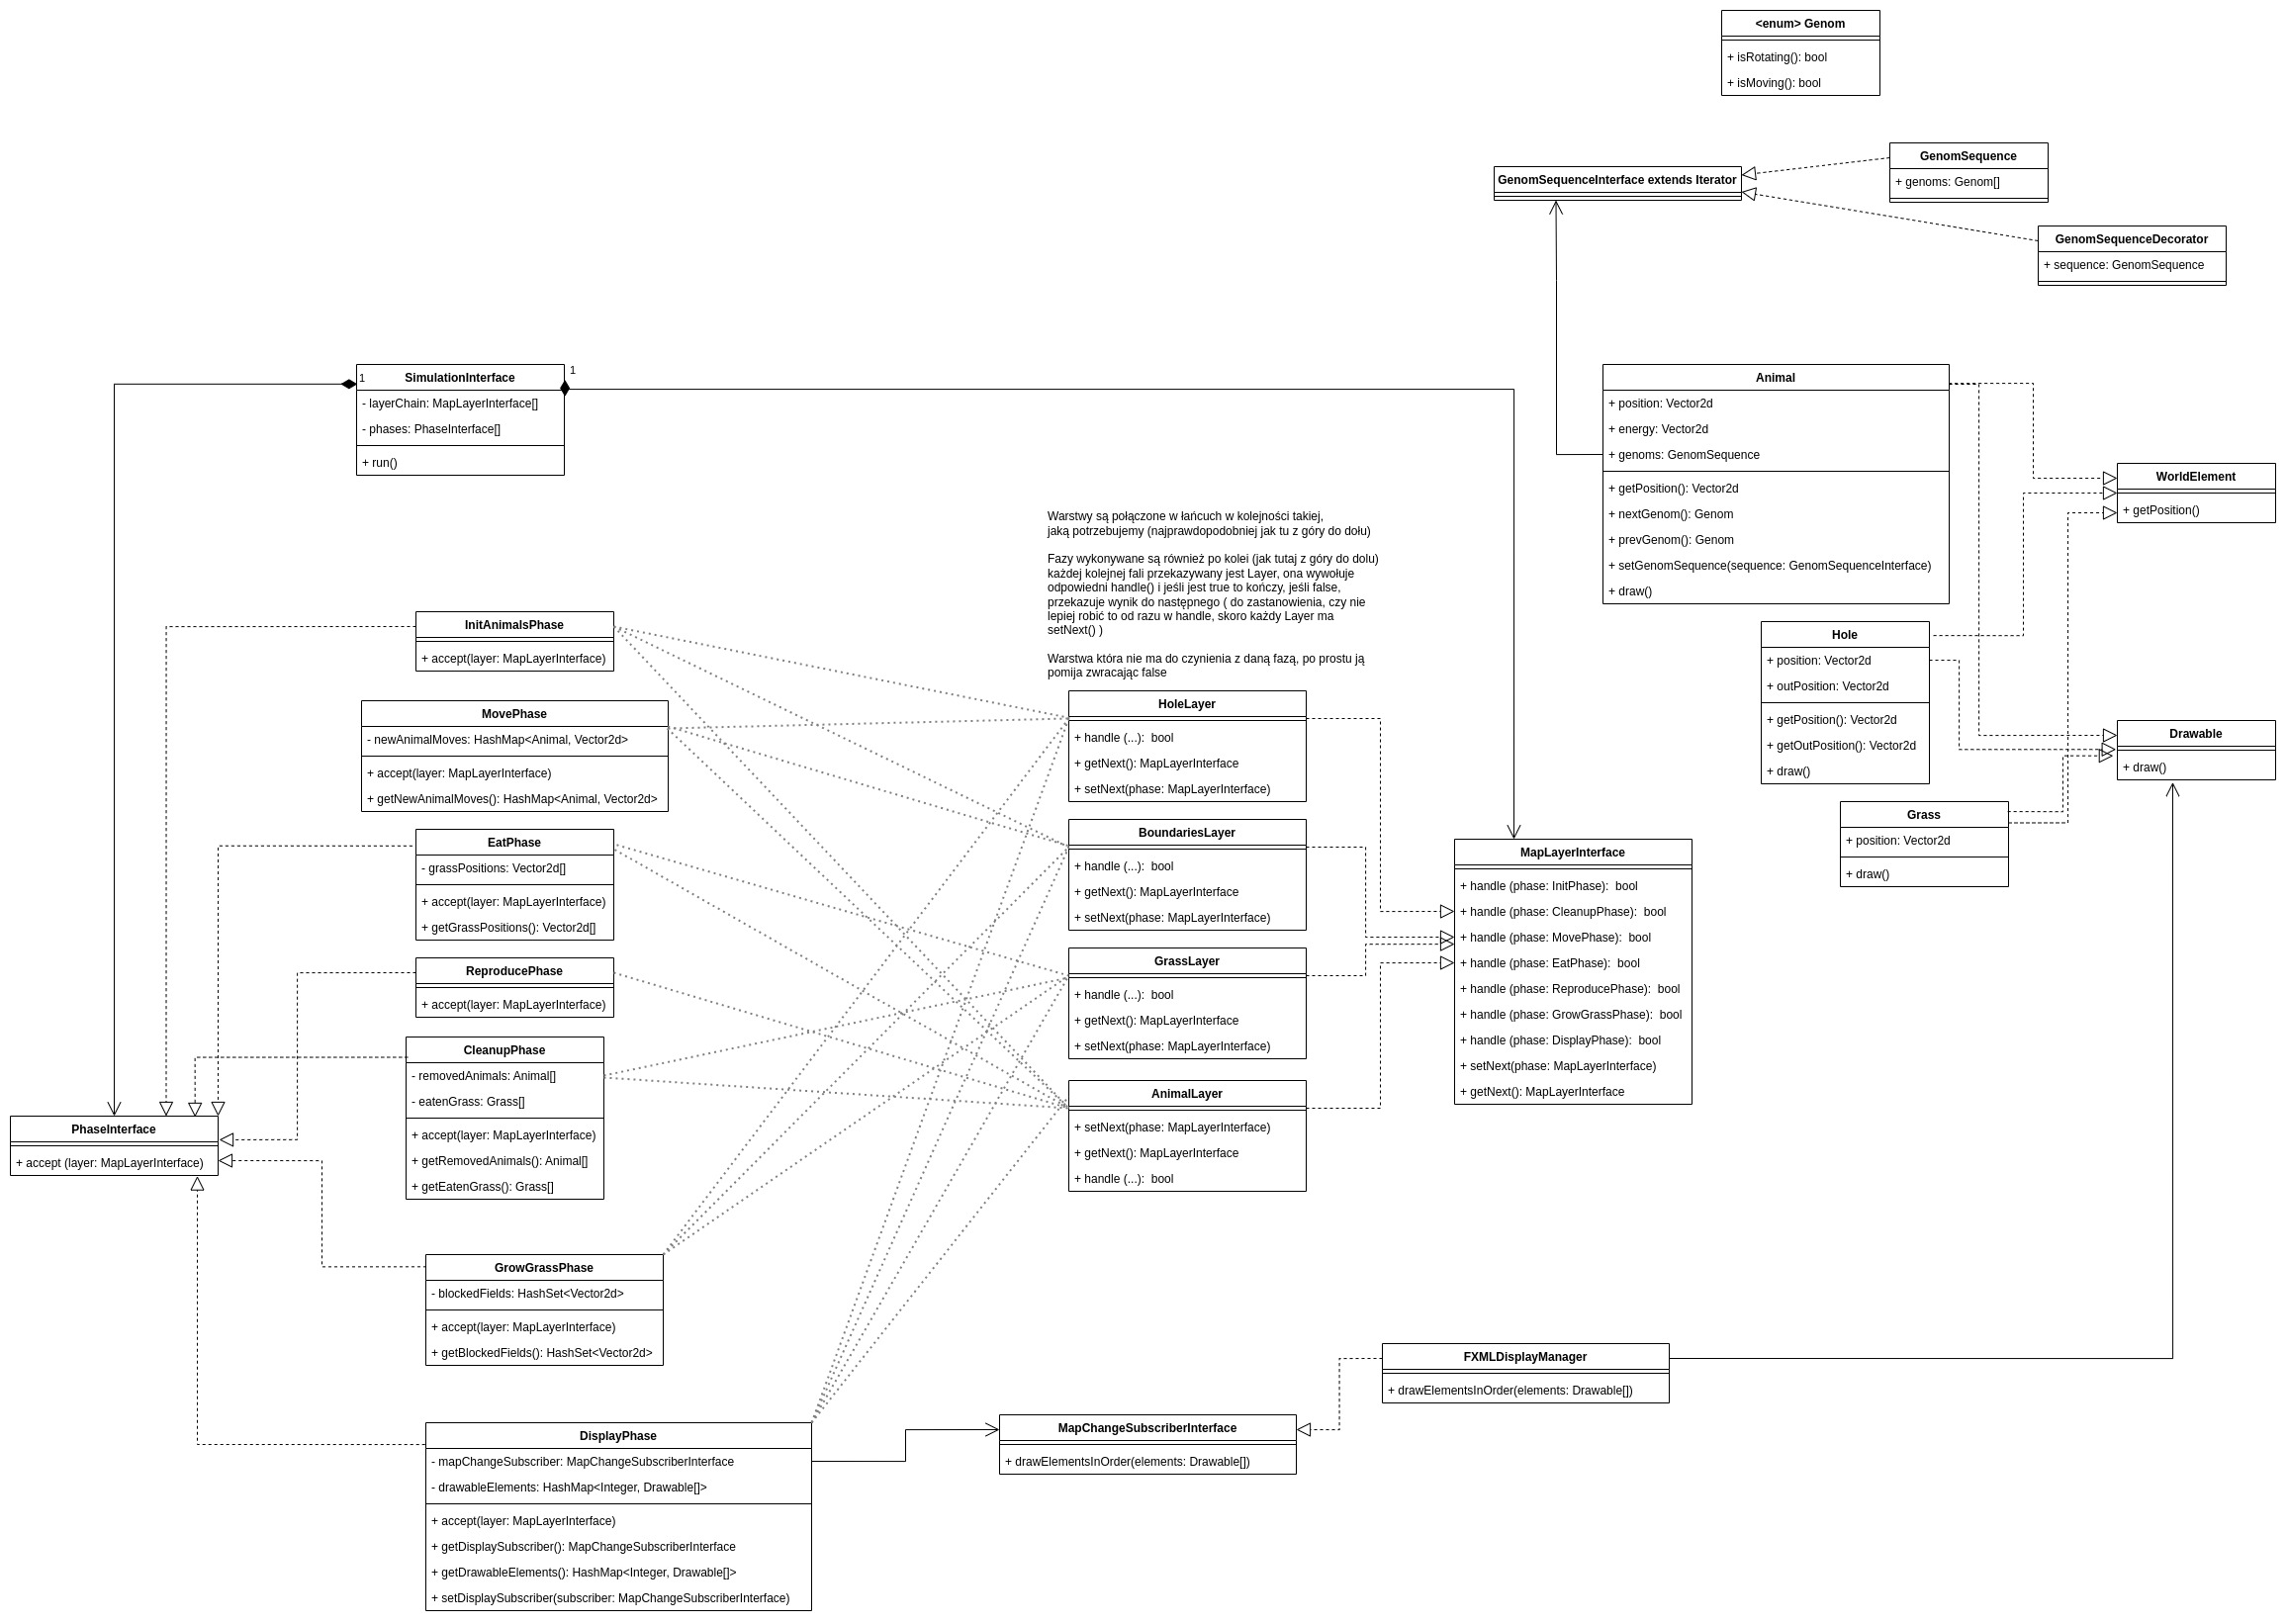 <enum> Genom
+ isRotating(): bool
+ isMoving(): bool
GenomSequenceInterface extends Iterator
GenomSequence
+ genoms: Genom[]
GenomSequenceDecorator
+ sequence: GenomSequence
SimulationInterface
1
1
- layerChain: MapLayerInterface[]
- phases: PhaseInterface[]
+ run()
Animal
+ position: Vector2d
+ energy: Vector2d
+ genoms: GenomSequence
+ getPosition(): Vector2d
+ nextGenom(): Genom
+ prevGenom(): Genom
+ setGenomSequence(sequence: GenomSequenceInterface)
+ draw()
WorldElement
+ getPosition()
Warstwy są połączone w łańcuch w kolejności takiej,
jaką potrzebujemy (najprawdopodobniej jak tu z góry do dołu)
Fazy wykonywane są również po kolei (jak tutaj z góry do dolu)
każdej kolejnej fali przekazywany jest Layer, ona wywołuje
odpowiedni handle() i jeśli jest true to kończy, jeśli false,
przekazuje wynik do następnego ( do zastanowienia, czy nie
lepiej robić to od razu w handle, skoro każdy Layer ma
setNext() )
Warstwa która nie ma do czynienia z daną fazą, po prostu ją
pomija zwracając false
Hole
+ position: Vector2d
+ outPosition: Vector2d
+ getPosition(): Vector2d
+ getOutPosition(): Vector2d
+ draw()
Drawable
+ draw()
Grass
+ position: Vector2d
+ draw()
InitAnimalsPhase
+ accept(layer: MapLayerInterface)
MovePhase
- newAnimalMoves: HashMap<Animal, Vector2d>
+ accept(layer: MapLayerInterface)
+ getNewAnimalMoves(): HashMap<Animal, Vector2d>
EatPhase
- grassPositions: Vector2d[]
+ accept(layer: MapLayerInterface)
+ getGrassPositions(): Vector2d[]
ReproducePhase
+ accept(layer: MapLayerInterface)
CleanupPhase
- removedAnimals: Animal[]
- eatenGrass: Grass[]
+ accept(layer: MapLayerInterface)
+ getRemovedAnimals(): Animal[]
+ getEatenGrass(): Grass[]
PhaseInterface
+ accept (layer: MapLayerInterface)
GrowGrassPhase
- blockedFields: HashSet<Vector2d>
+ accept(layer: MapLayerInterface)
+ getBlockedFields(): HashSet<Vector2d>
DisplayPhase
- mapChangeSubscriber: MapChangeSubscriberInterface
- drawableElements: HashMap<Integer, Drawable[]>
+ accept(layer: MapLayerInterface)
+ getDisplaySubscriber(): MapChangeSubscriberInterface
+ getDrawableElements(): HashMap<Integer, Drawable[]>
+ setDisplaySubscriber(subscriber: MapChangeSubscriberInterface)
HoleLayer
+ handle (...):  bool
+ getNext(): MapLayerInterface
+ setNext(phase: MapLayerInterface)
BoundariesLayer
+ handle (...):  bool
+ getNext(): MapLayerInterface
+ setNext(phase: MapLayerInterface)
GrassLayer
+ handle (...):  bool
+ getNext(): MapLayerInterface
+ setNext(phase: MapLayerInterface)
AnimalLayer
+ setNext(phase: MapLayerInterface)
+ getNext(): MapLayerInterface
+ handle (...):  bool
MapLayerInterface
+ handle (phase: InitPhase):  bool
+ handle (phase: CleanupPhase):  bool
+ handle (phase: MovePhase):  bool
+ handle (phase: EatPhase):  bool
+ handle (phase: ReproducePhase):  bool
+ handle (phase: GrowGrassPhase):  bool
+ handle (phase: DisplayPhase):  bool
+ setNext(phase: MapLayerInterface)
+ getNext(): MapLayerInterface
FXMLDisplayManager
+ drawElementsInOrder(elements: Drawable[])
MapChangeSubscriberInterface
+ drawElementsInOrder(elements: Drawable[])